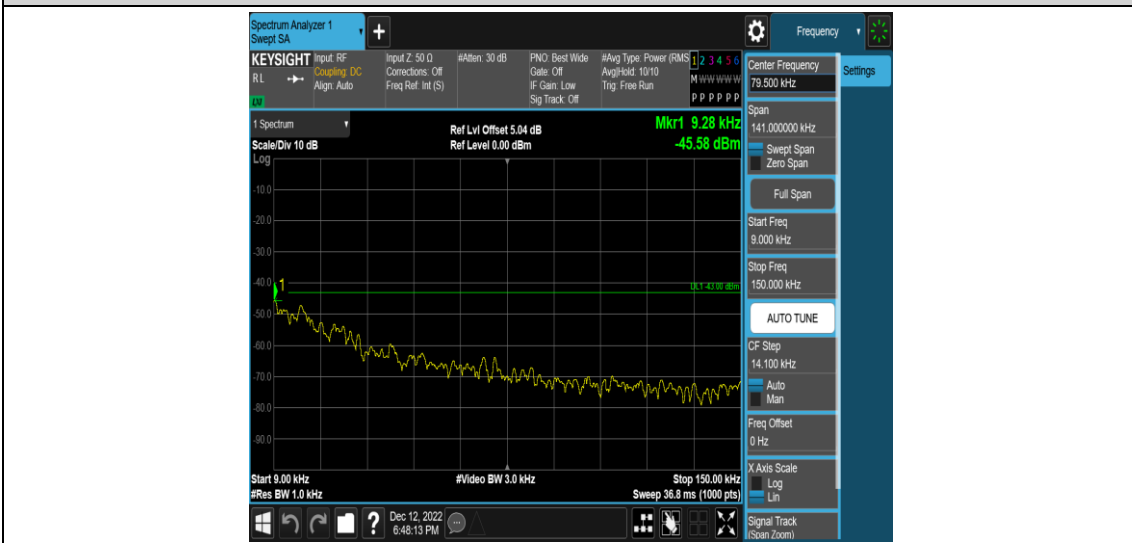 Spectrum Analyzer 1
Swept SA
Frequency
KEYSIGHT
R L
LNI
Input: RF
Coupling: DC
Align: Auto
Input Z: 50 Ω
Corrections: Off
Freq Ref: Int (S)
#Atten: 30 dB
PNO: Best Wide
Gate: Off
IF Gain: Low
Sig Track: Off
#Avg Type: Power (RMS
Avg|Hold: 10/10
Trig: Free Run
1 2 3 4 5 6
M W W W W W
P P P P P P
1 Spectrum
Scale/Div 10 dB
Log
Ref Lvl Offset 5.04 dB
Ref Level 0.00 dBm
Mkr1 9.28 kHz
-45.58 dBm
-10.0
-20.0
-30.0
-40.0
1
DL1 -43.00 dBm
-50.0
-60.0
-70.0
-80.0
-90.0
Start 9.00 kHz
#Res BW 1.0 kHz
#Video BW 3.0 kHz
Stop 150.00 kHz
Sweep 36.8 ms (1000 pts)
Dec 12, 2022
6:48:13 PM
?
Center Frequency
79.500 kHz
Settings
Span
141.000000 kHz
Swept Span
Zero Span
Full Span
Start Freq
9.000 kHz
Stop Freq
150.000 kHz
AUTO TUNE
CF Step
14.100 kHz
Auto
Man
Freq Offset
0 Hz
X Axis Scale
Log
Lin
Signal Track
(Span Zoom)